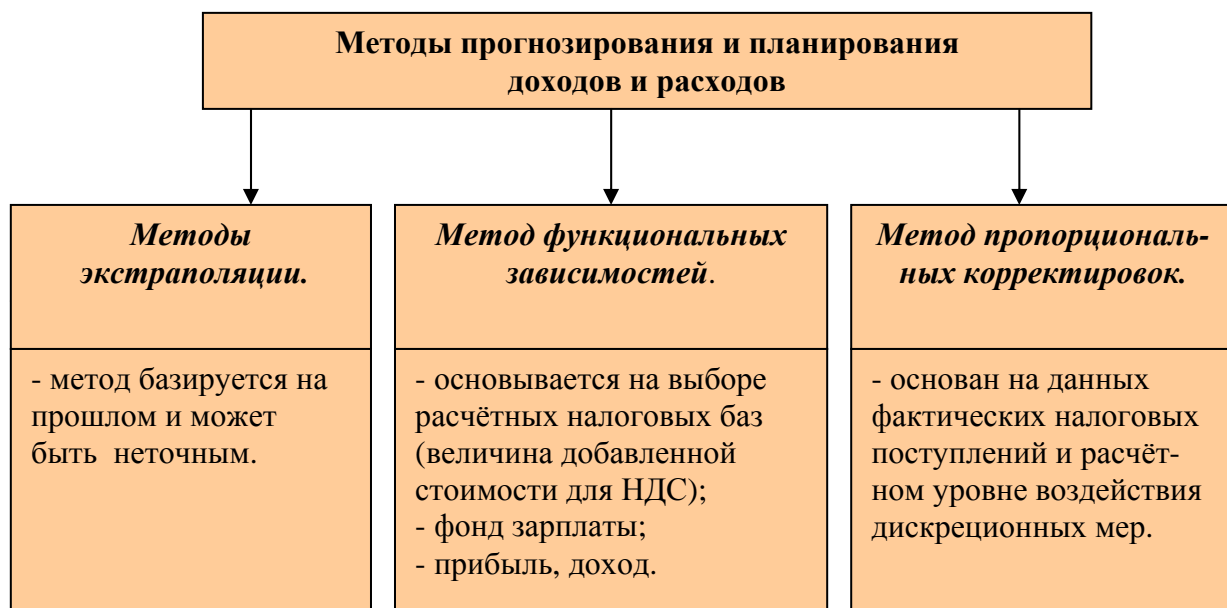 Методы прогнозирования и планирования
доходов и расходов
Методы
экстраполяции.
- метод базируется на
прошлом и может
быть неточным.
Метод функциональных
зависимостей.
- основывается на выборе
расчётных налоговых баз
(величина добавленной
стоимости для НДС);
- фонд зарплаты;
- прибыль, доход.
Метод пропорциональ-
ных корректировок.
- основан на данных
фактических налоговых
поступлений и расчёт-
ном уровне воздействия
дискреционных мер.